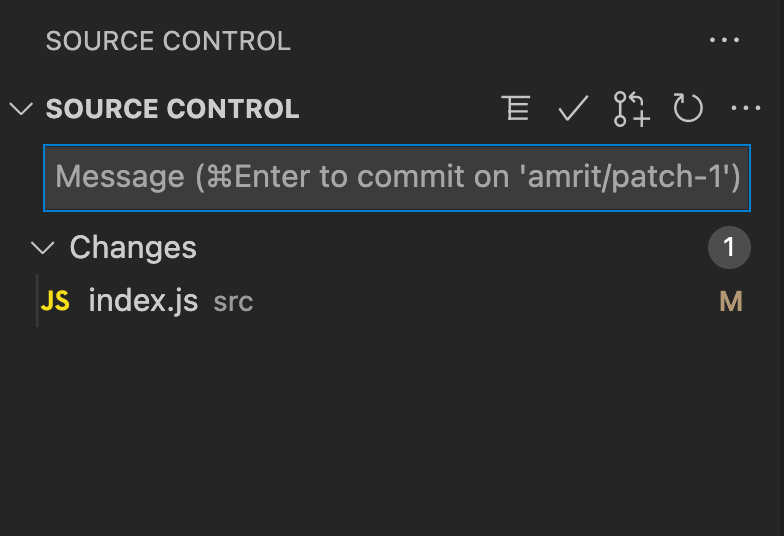 SOURCE CONTROL
SOURCE CONTROL
Message (⌘Enter to commit on 'amrit/patch-1')
Changes 1
JS index.js src M